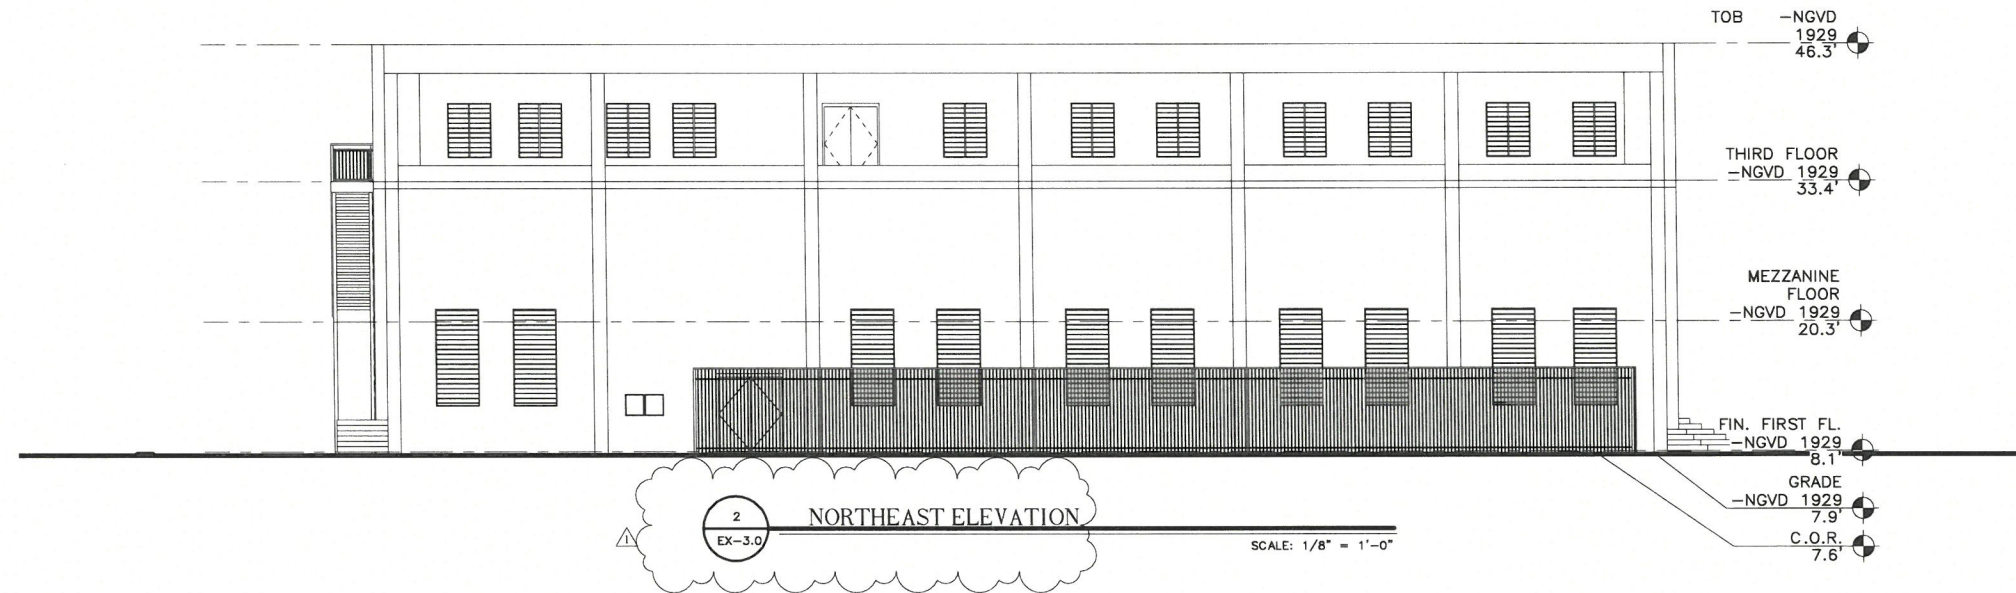 TOB -NGVD
1929
46.3'
THIRD FLOOR
-NGVD 1929
33.4'
MEZZANINE
FLOOR
-NGVD 1929
20.3'
FIN. FIRST FL.
-NGVD 1929
8.1'
GRADE
-NGVD 1929
7.9'
C.O.R.
7.6'
2
EX-3.0
NORTHEAST ELEVATION
SCALE: 1/8" = 1'-0"
1